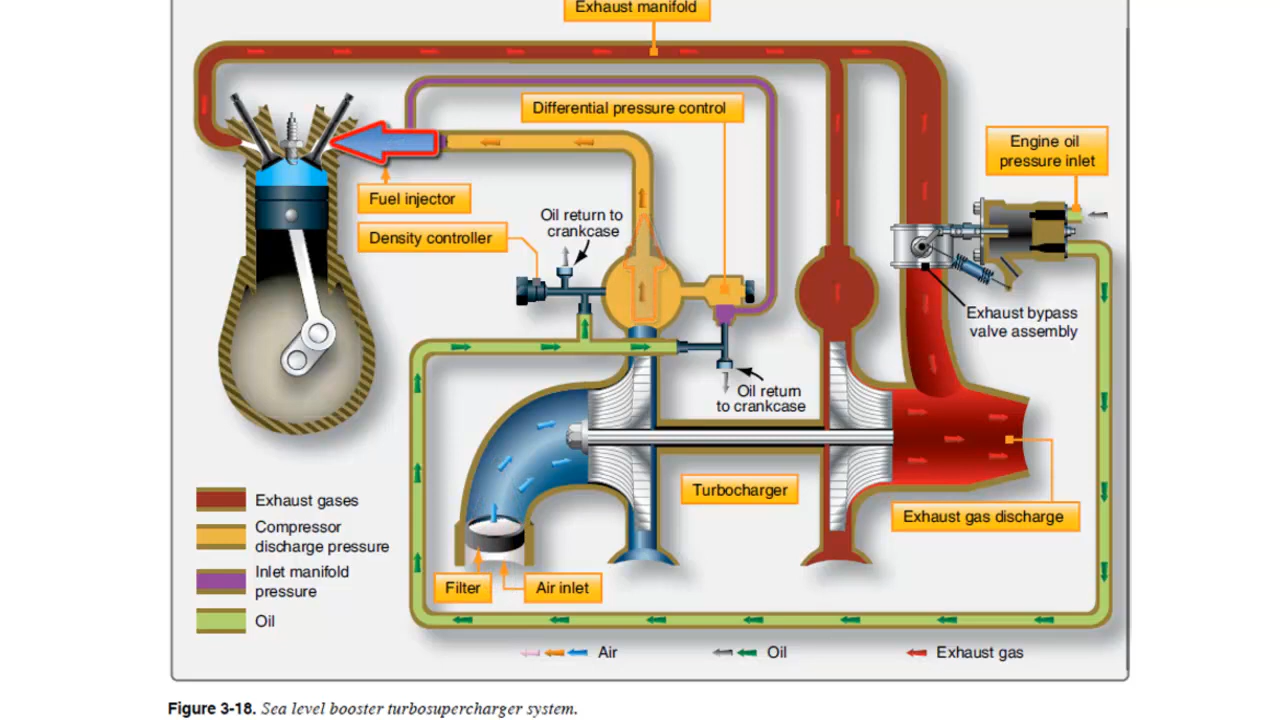 Exhaust manifold
Differential pressure control
Engine oil
pressure inlet
Fuel injector
Oil return to
crankcase
Density controller
Exhaust bypass
valve assembly
Oil return
to crankcase
Turbocharger
Exhaust gases
Exhaust gas discharge
Compressor
discharge pressure
Inlet manifold
pressure
Filter
Air inlet
Oil
Air
Oil
Exhaust gas
Figure 3-18. Sea level booster turbosupercharger system.